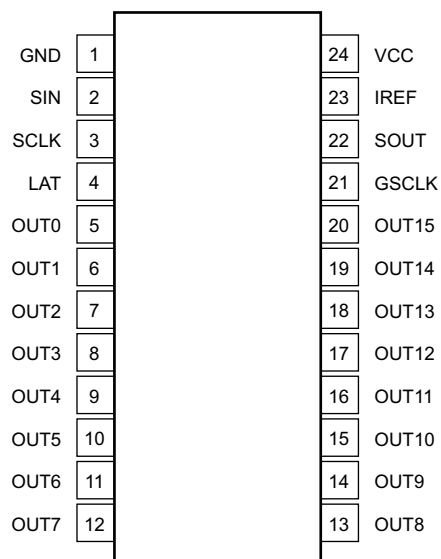 GND 1 24 VCC
SIN 2 23 IREF
SCLK 3 22 SOUT
LAT 4 21 GSCLK
OUT0 5 20 OUT15
OUT1 6 19 OUT14
OUT2 7 18 OUT13
OUT3 8 17 OUT12
OUT4 9 16 OUT11
OUT5 10 15 OUT10
OUT6 11 14 OUT9
OUT7 12 13 OUT8